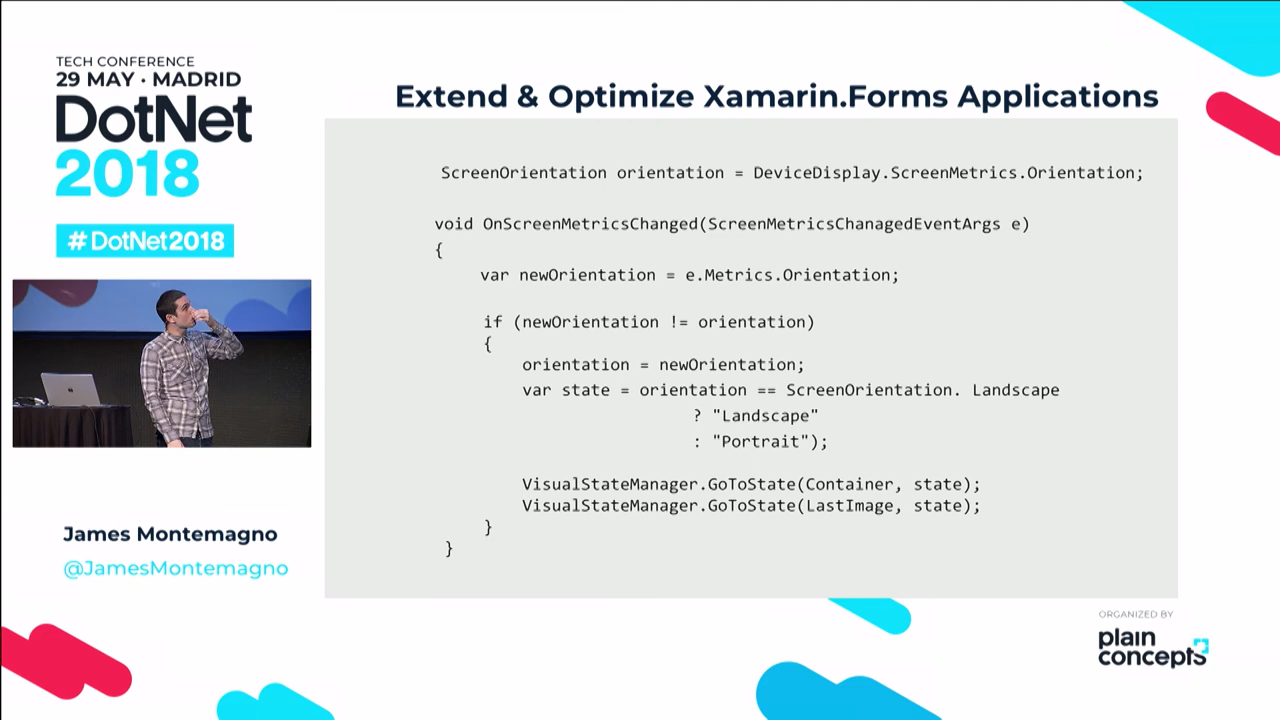 TECH CONFERENCE
29 MAY · MADRID
DotNet
2018
#DotNet2018
James Montemagno
@JamesMontemagno
Extend & Optimize Xamarin.Forms Applications
ScreenOrientation orientation = DeviceDisplay.ScreenMetrics.Orientation;
void OnScreenMetricsChanged(ScreenMetricsChanagedEventArgs e)
{
var newOrientation = e.Metrics.Orientation;
if (newOrientation != orientation)
{
orientation = newOrientation;
var state = orientation == ScreenOrientation. Landscape
? "Landscape"
: "Portrait");
VisualStateManager.GoToState(Container, state);
VisualStateManager.GoToState(LastImage, state);
}
}
ORGANIZED BY
plain
concepts